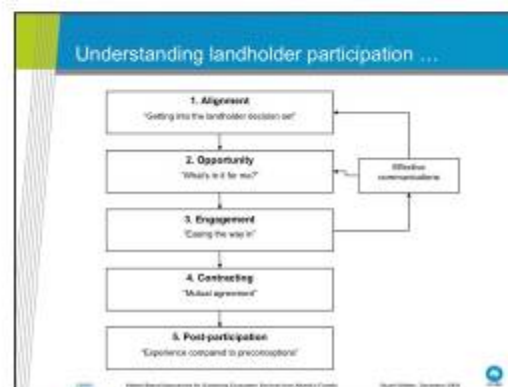 Understanding landholder participation …
1. Alignment
"Getting into the landholder decision set"
2. Opportunity
"What's in it for me?"
Effective
communications
3. Engagement
"Easing the way in"
4. Contracting
"Mutual agreement"
5. Post-participation
"Experience compared to preconceptions"